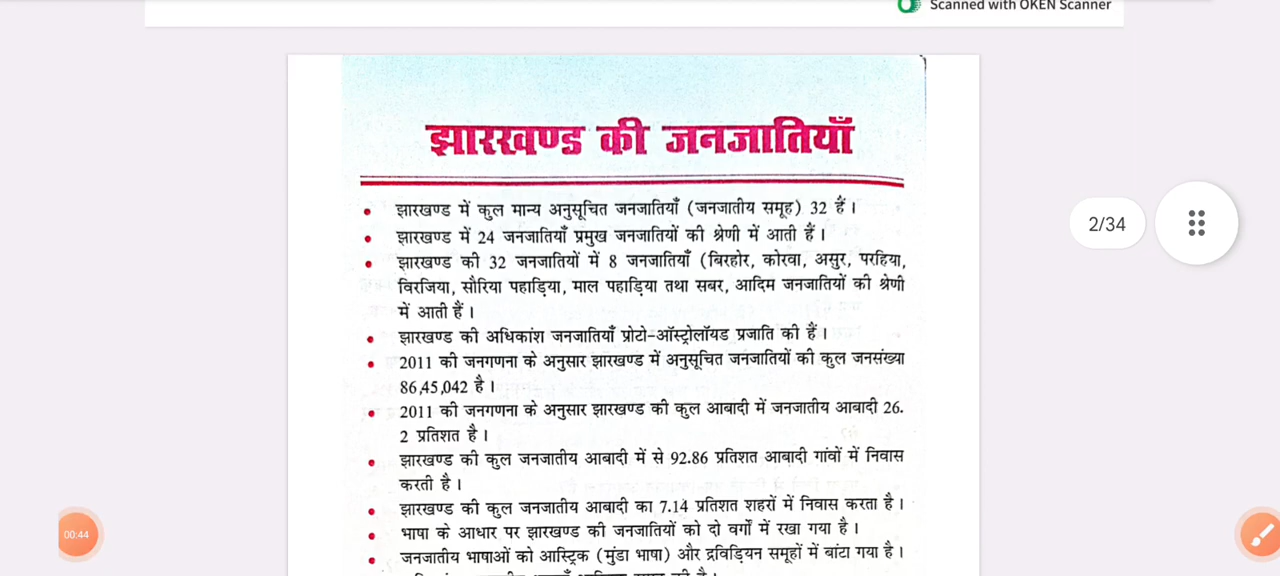 Scanned with OKEN Scanner
झारखण्ड की जनजातियाँ
• झारखण्ड में कुल मान्य अनुसूचित जनजातियाँ (जनजातीय समूह) 32 हैं।
• झारखण्ड में 24 जनजातियाँ प्रमुख जनजातियों की श्रेणी में आती हैं।
• झारखण्ड की 32 जनजातियों में 8 जनजातियाँ (बिरहोर, कोरवा, असुर, परहिया,
विरजिया, सौरिया पहाड़िया, माल पहाड़िया तथा सबर, आदिम जनजातियों की श्रेणी
में आती हैं।
• झारखण्ड की अधिकांश जनजातियाँ प्रोटो-ऑस्ट्रोलॉयड प्रजाति की हैं।
• 2011 की जनगणना के अनुसार झारखण्ड में अनुसूचित जनजातियों की कुल जनसंख्या
86,45,042 है।
• 2011 की जनगणना के अनुसार झारखण्ड की कुल आबादी में जनजातीय आबादी 26.
2 प्रतिशत है।
• झारखण्ड की कुल जनजातीय आबादी में से 92.86 प्रतिशत आबादी गांवों में निवास
करती है।
• झारखण्ड की कुल जनजातीय आबादी का 7.14 प्रतिशत शहरों में निवास करता है।
• भाषा के आधार पर झारखण्ड की जनजातियों को दो वर्गों में रखा गया है।
• जनजातीय भाषाओं को आस्ट्रिक (मुंडा भाषा) और द्रविड़ियन समूहों में बांटा गया है।
2/34
00:44